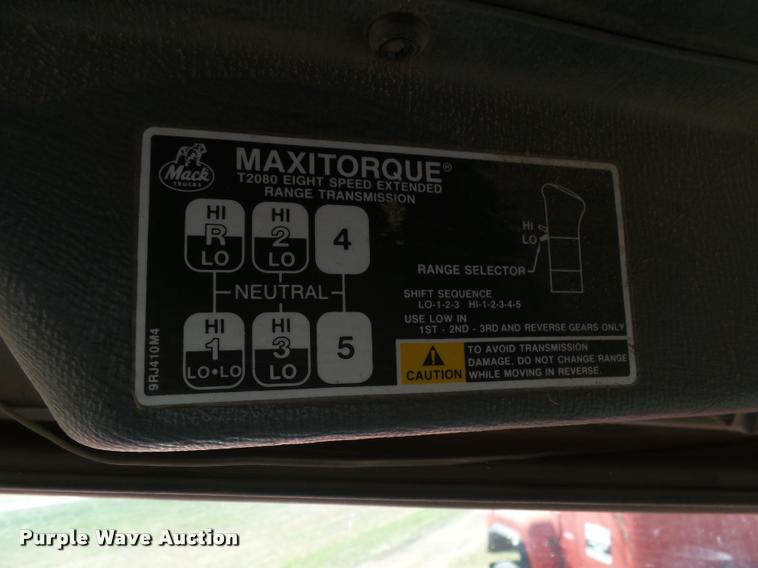 Mack
TRUCKS
MAXITORQUE®
T2080 EIGHT SPEED EXTENDED
RANGE TRANSMISSION
HI HI
R 2 4
LO LO
NEUTRAL
HI HI
1 3 5
LO•LO LO
9RJ410M4
HI
LO
RANGE SELECTOR
SHIFT SEQUENCE
LO-1-2-3 HI-1-2-3-4-5
USE LOW IN
1ST - 2ND - 3RD AND REVERSE GEARS ONLY
CAUTION
TO AVOID TRANSMISSION
DAMAGE, DO NOT CHANGE RANGE
WHILE MOVING IN REVERSE.
Purple Wave Auction